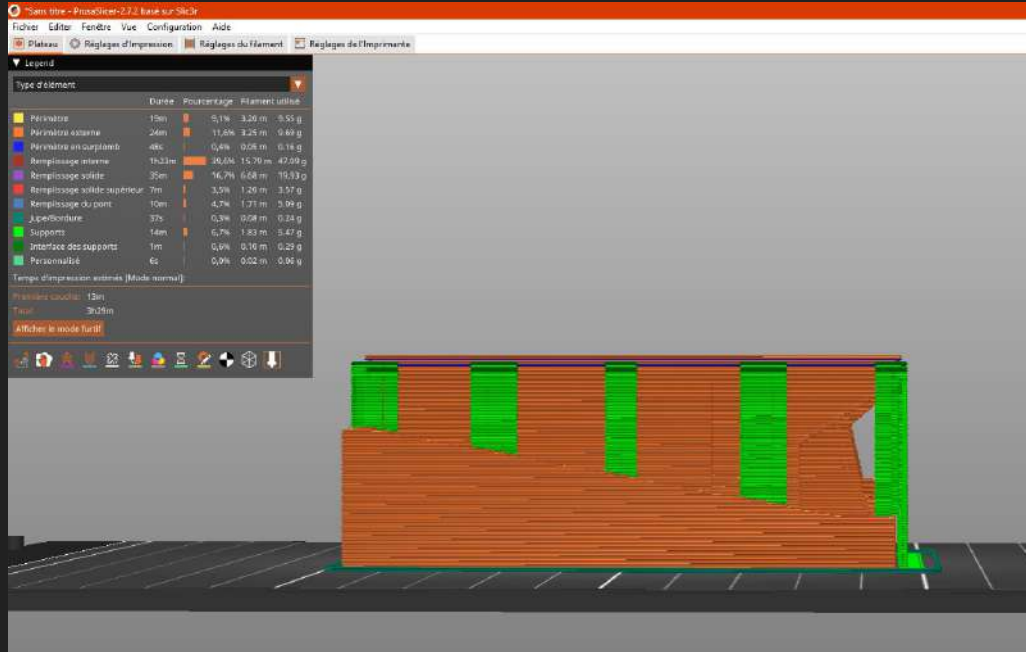 *Sans titre - PrusaSlicer-2.7.2 basé sur Slic3r
Fichier Editer Fenêtre Vue Configuration Aide
Plateau Réglages d'Impression Réglages du filament Réglages de l'Imprimante
Legend
Type d'élément
Durée Pourcentage Filament utilisé
Périmètre 19m 9,1% 3.20 m 9.55 g
Périmètre externe 24m 11,6% 3.25 m 9.69 g
Périmètre en surplomb 48s 0,4% 0.05 m 0.16 g
Remplissage interne 1h23m 39,6% 15.79 m 47.09 g
Remplissage solide 35m 16,7% 6.68 m 19.93 g
Remplissage solide supérieur 7m 3,5% 1.20 m 3.57 g
Remplissage du pont 10m 4,7% 1.71 m 5.09 g
Jupe/Bordure 37s 0,3% 0.08 m 0.24 g
Supports 14m 6,7% 1.83 m 5.47 g
Interface des supports 1m 0,6% 0.10 m 0.29 g
Personnalisé 6s 0,0% 0.02 m 0.06 g
Temps d'impression estimés [Mode normal]:
Première couche: 13m
Total: 3h29m
Afficher le mode furtif